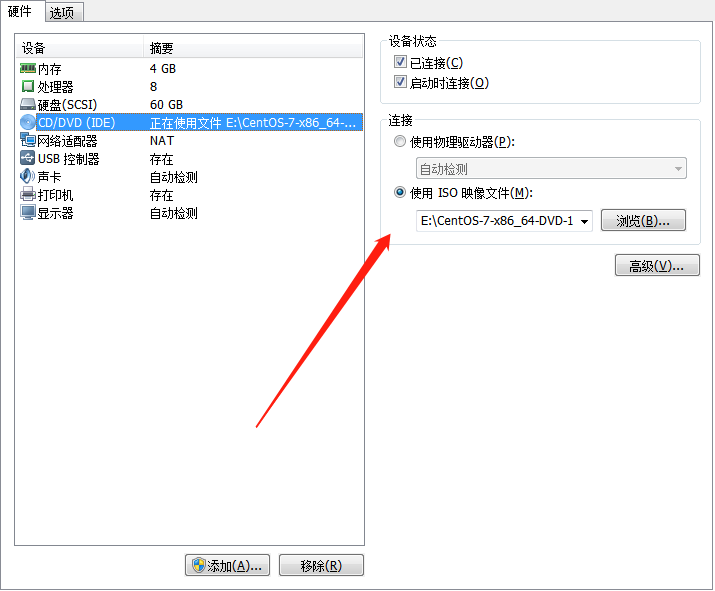 硬件 选项
设备 摘要
内存 4 GB
处理器 8
硬盘(SCSI) 60 GB
CD/DVD (IDE) 正在使用文件 E:\CentOS-7-x86_64-...
网络适配器 NAT
USB 控制器 存在
声卡 自动检测
打印机 存在
显示器 自动检测
添加(A)... 移除(R)
设备状态
已连接(C)
启动时连接(O)
连接
使用物理驱动器(P):
自动检测
使用 ISO 映像文件(M):
E:\CentOS-7-x86_64-DVD-1 浏览(B)...
高级(V)...